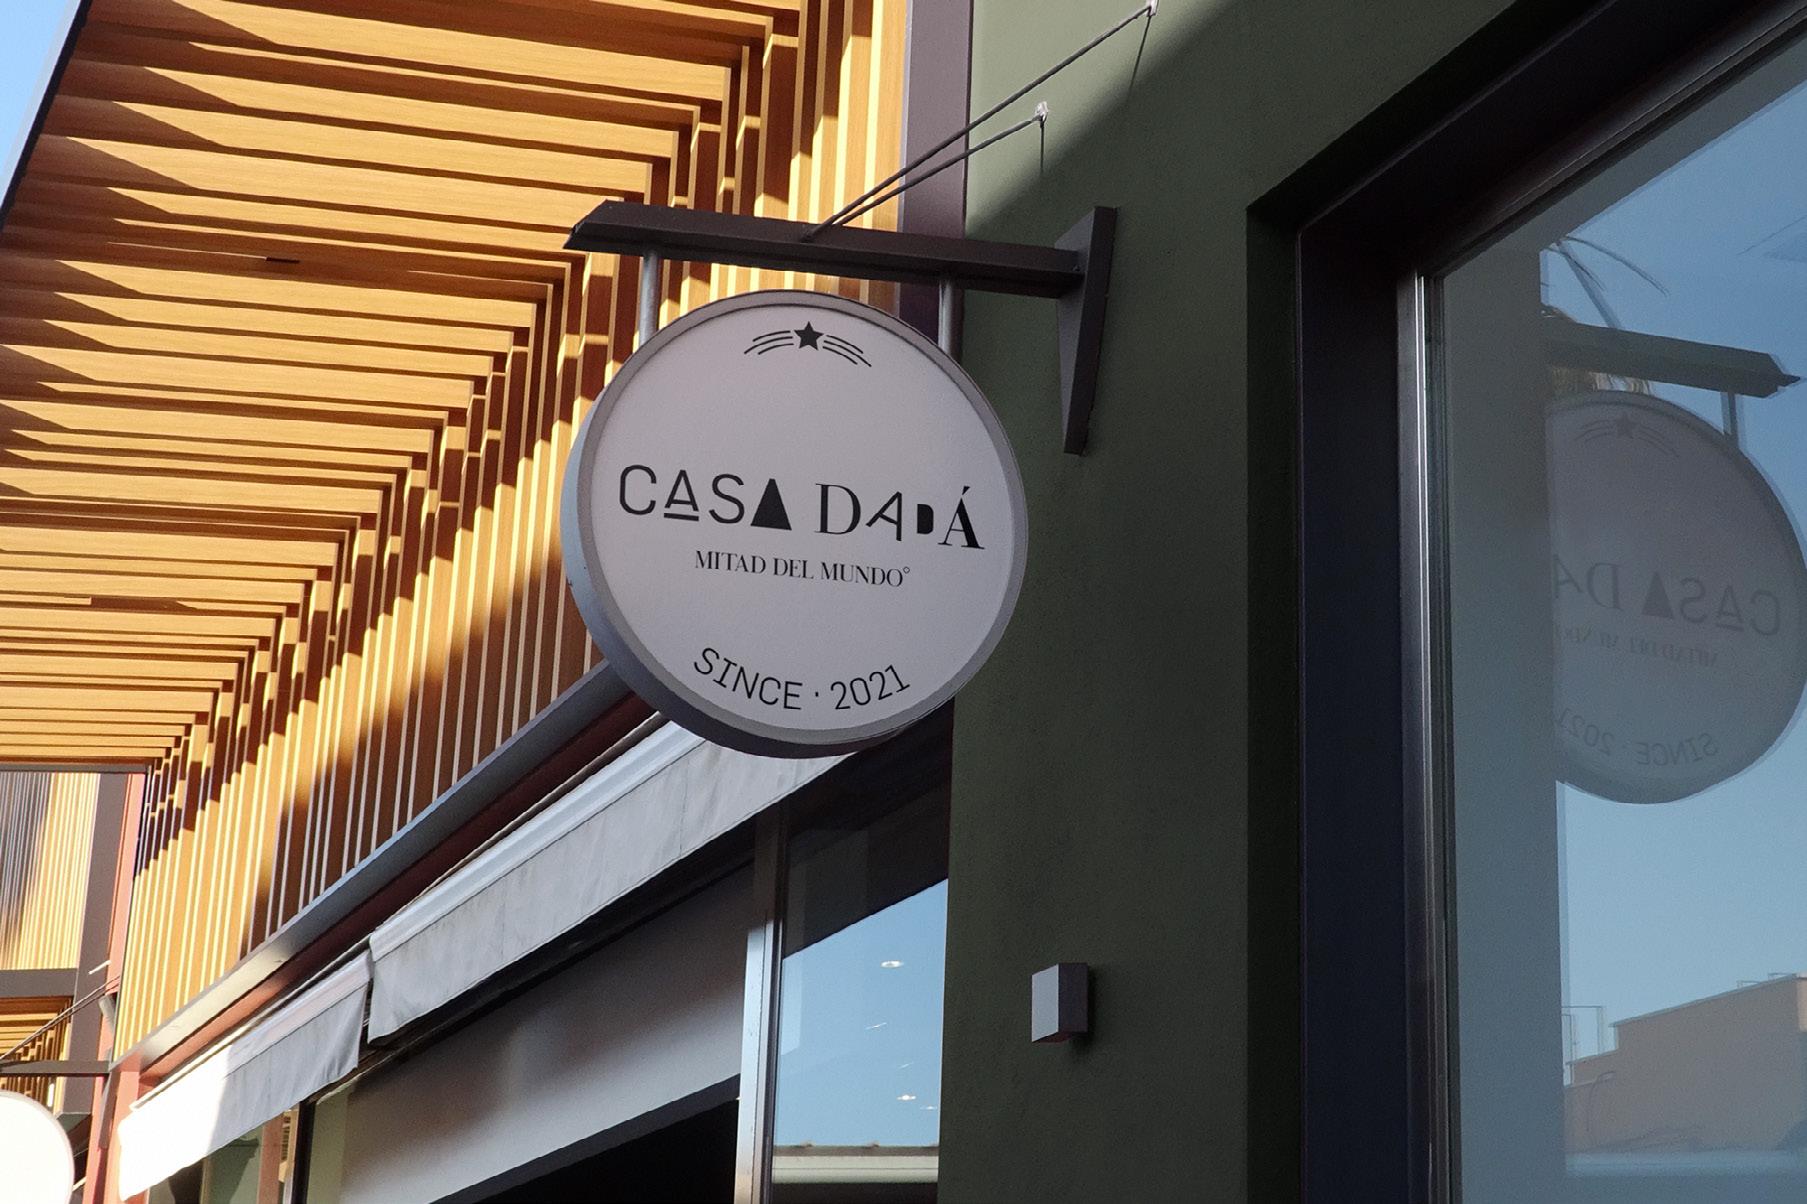 CASA DADÁ
MITAD DEL MUNDO°
SINCE · 2021